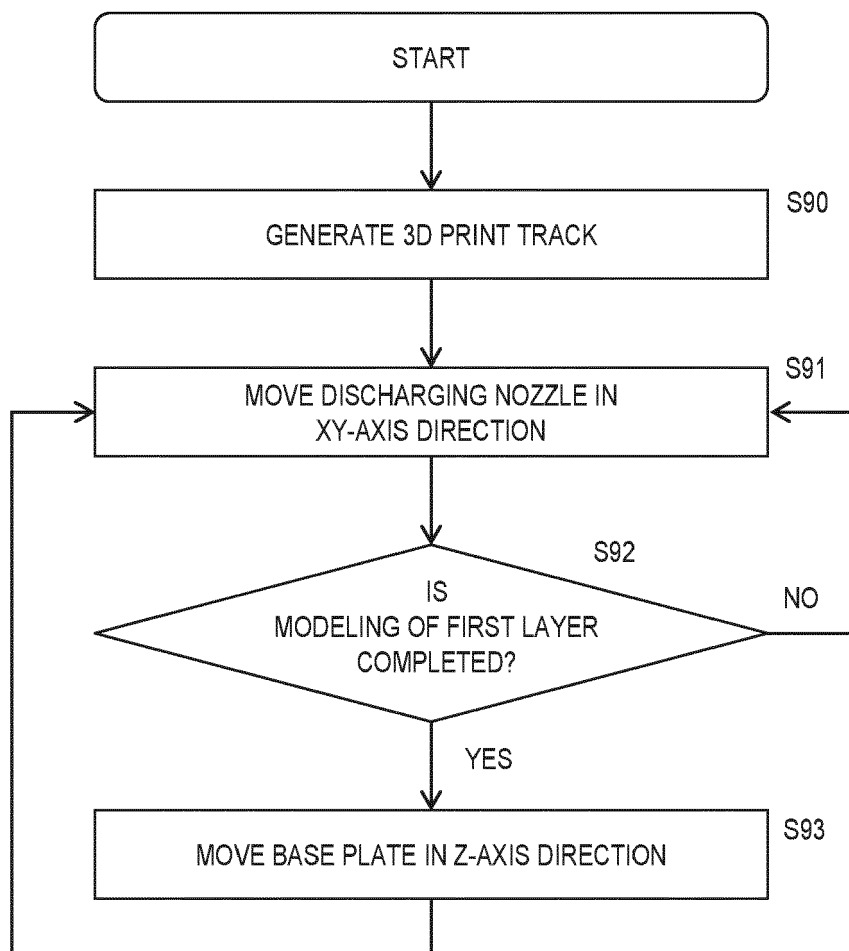 START
S90
GENERATE 3D PRINT TRACK
S91
MOVE DISCHARGING NOZZLE IN
XY-AXIS DIRECTION
S92
IS
MODELING OF FIRST LAYER
COMPLETED?
NO
YES
S93
MOVE BASE PLATE IN Z-AXIS DIRECTION